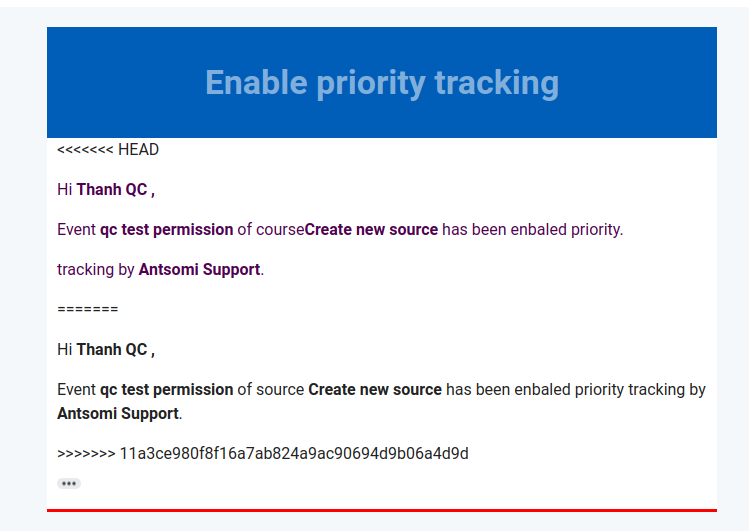 Enable priority tracking
<<<<<<< HEAD
Hi Thanh QC ,
Event qc test permission of courseCreate new source has been enbaled priority.
tracking by Antsomi Support.
=======
Hi Thanh QC ,
Event qc test permission of source Create new source has been enbaled priority tracking by
Antsomi Support.
>>>>>>> 11a3ce980f8f16a7ab824a9ac90694d9b06a4d9d